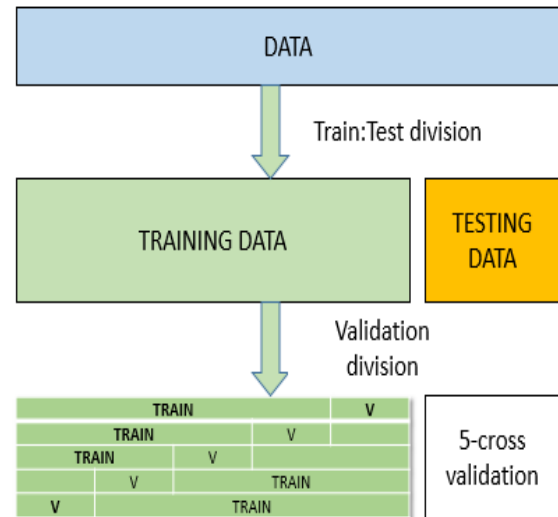 DATA
Train:Test division
TRAINING DATA
TESTING
DATA
Validation
division
TRAIN V
TRAIN V
TRAIN V
V TRAIN
V TRAIN
5-cross
validation